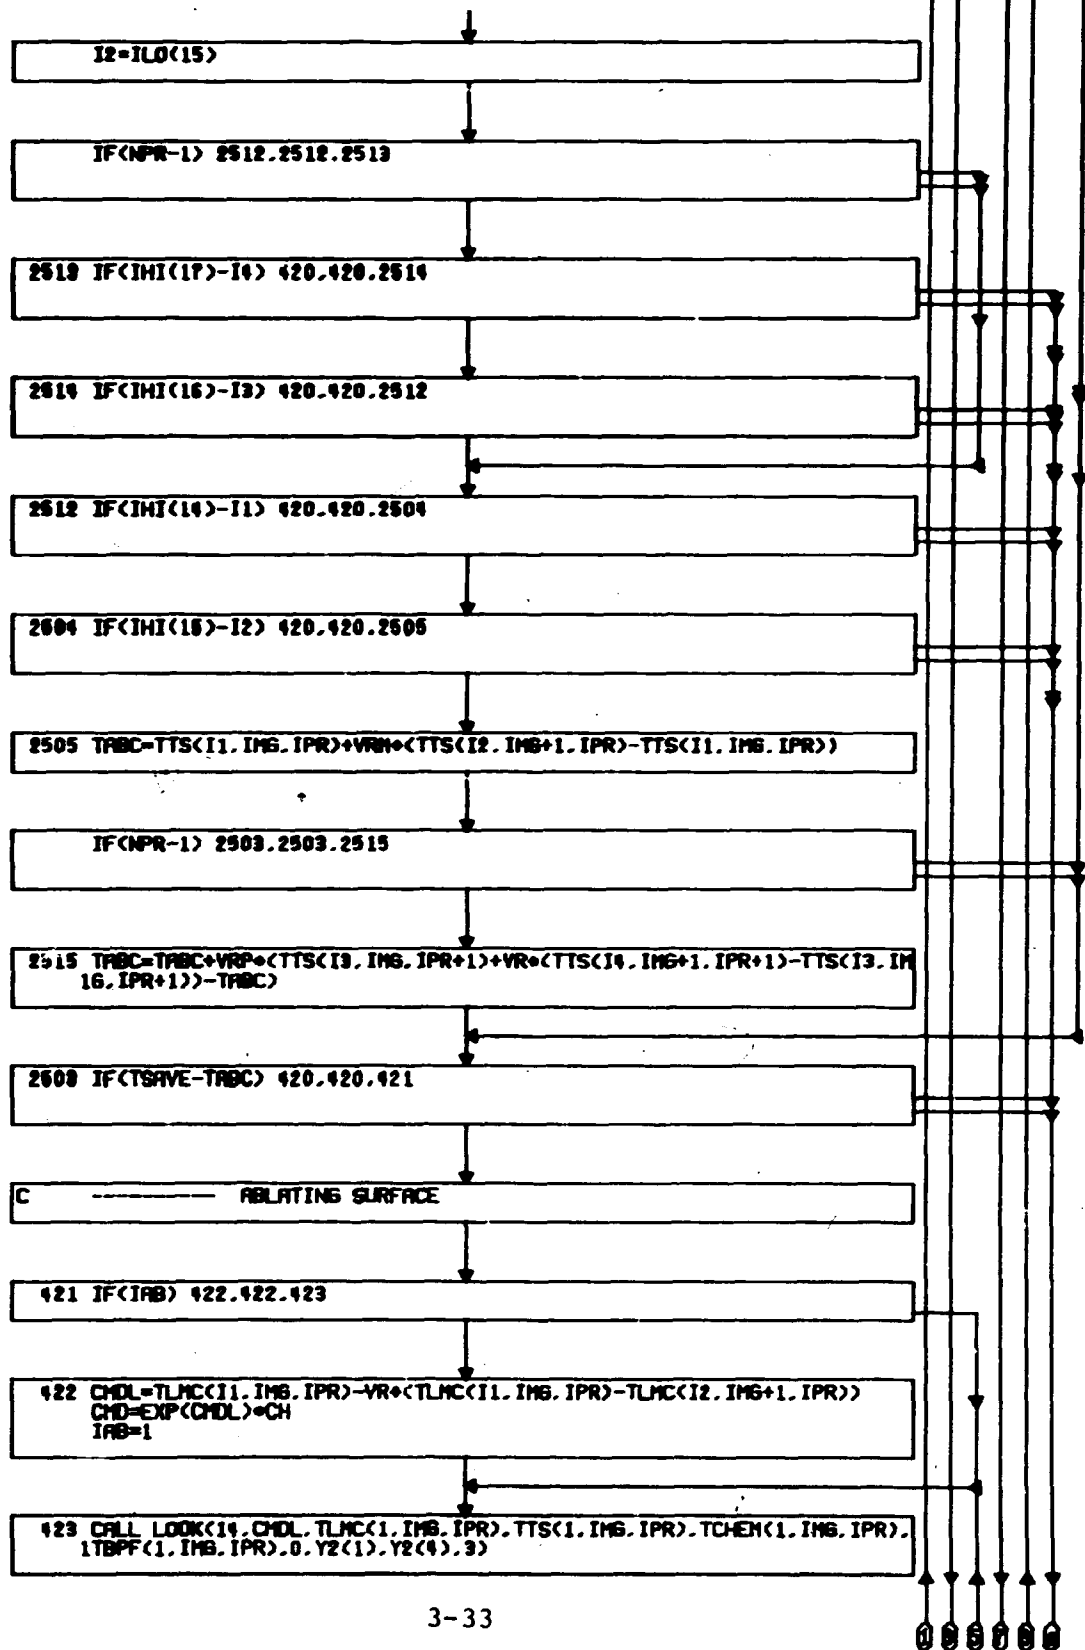 I2=ILO(15)
IF(NPR-1) 2512,2512,2513
2513 IF(IHI(17)-I4) 420,420,2514
2514 IF(IHI(16)-I3) 420,420,2512
2512 IF(IHI(14)-I1) 420,420,2504
2504 IF(IHI(15)-I2) 420,420,2505
2505 TABC=TTS(I1,IMG,IPR)+VRM*(TTS(I2,IMG+1,IPR)-TTS(I1,IMG,IPR))
IF(NPR-1) 2503,2503,2515
2515 TABC=TABC+VRP*(TTS(I3,IMG,IPR+1)+VR*(TTS(I4,IMG+1,IPR+1)-TTS(I3,IM
1G,IPR+1))-TABC)
2503 IF(TSAVE-TABC) 420,420,421
C ---------- ABLATING SURFACE
421 IF(IAB) 422,422,423
422 CMDL=TLMC(I1,IMG,IPR)-VR*(TLMC(I1,IMG,IPR)-TLMC(I2,IMG+1,IPR))
CMD=EXP(CMDL)*CH
IAB=1
423 CALL LOOK(14,CMDL,TLMC(1,IMG,IPR),TTS(1,IMG,IPR),TCHEM(1,IMG,IPR),
1TBPF(1,IMG,IPR),0,Y2(1),Y2(4),3)
3-33